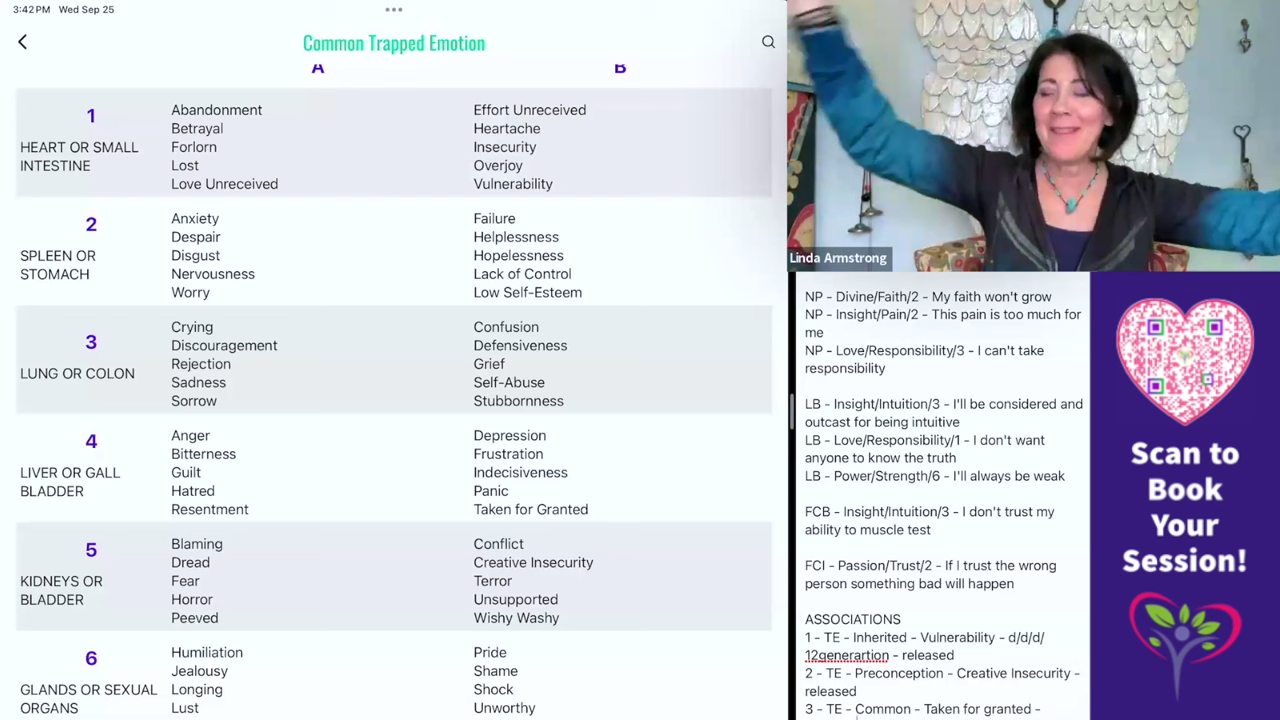 3:42 PM Wed Sep 25
Common Trapped Emotion
A B
1
HEART OR SMALL
INTESTINE
Abandonment
Betrayal
Forlorn
Lost
Love Unreceived
Effort Unreceived
Heartache
Insecurity
Overjoy
Vulnerability
2
SPLEEN OR
STOMACH
Anxiety
Despair
Disgust
Nervousness
Worry
Failure
Helplessness
Hopelessness
Lack of Control
Low Self-Esteem
3
LUNG OR COLON
Crying
Discouragement
Rejection
Sadness
Sorrow
Confusion
Defensiveness
Grief
Self-Abuse
Stubbornness
4
LIVER OR GALL
BLADDER
Anger
Bitterness
Guilt
Hatred
Resentment
Depression
Frustration
Indecisiveness
Panic
Taken for Granted
5
KIDNEYS OR
BLADDER
Blaming
Dread
Fear
Horror
Peeved
Conflict
Creative Insecurity
Terror
Unsupported
Wishy Washy
6
GLANDS OR SEXUAL
ORGANS
Humiliation
Jealousy
Longing
Lust
Pride
Shame
Shock
Unworthy
Linda Armstrong
NP - Divine/Faith/2 - My faith won't grow
NP - Insight/Pain/2 - This pain is too much for
me
NP - Love/Responsibility/3 - I can't take
responsibility
LB - Insight/Intuition/3 - I'll be considered and
outcast for being intuitive
LB - Love/Responsibility/1 - I don't want
anyone to know the truth
LB - Power/Strength/6 - I'll always be weak
FCB - Insight/Intuition/3 - I don't trust my
ability to muscle test
FCI - Passion/Trust/2 - If I trust the wrong
person something bad will happen
ASSOCIATIONS
1 - TE - Inherited - Vulnerability - d/d/d/
12generartion - released
2 - TE - Preconception - Creative Insecurity -
released
3 - TE - Common - Taken for granted -
Scan to
Book
Your
Session!